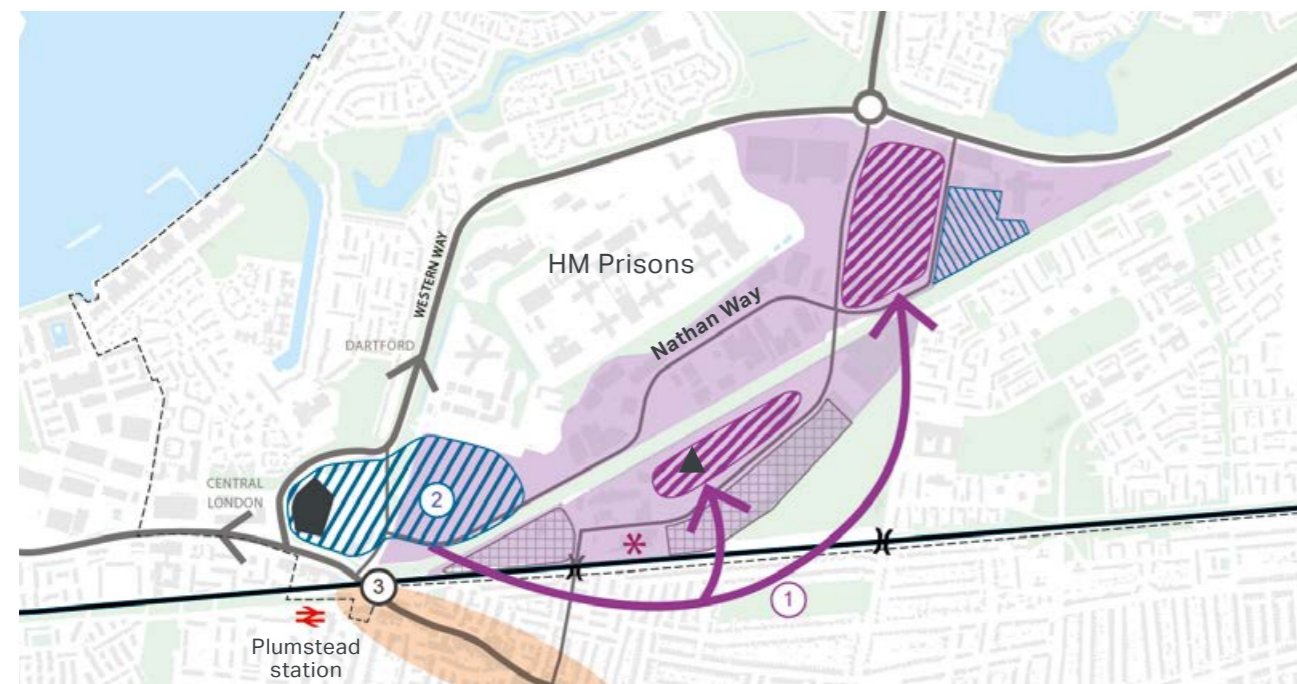 HM Prisons
WESTERN WAY
Nathan Way
DARTFORD
CENTRAL
LONDON
2
3
1
Plumstead
station